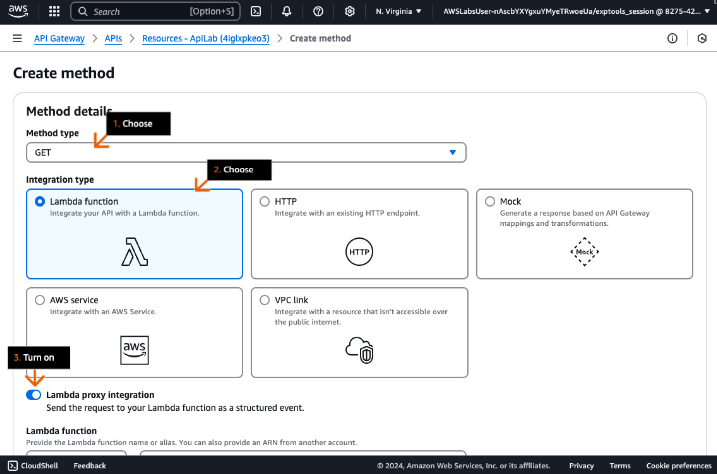 aws
Search
[Option+S]
N. Virginia ▼
AWSLabsUser-nAscbYXYgxuYMyeTRwoeUa/exptools_session @ 8275-42... ▼
API Gateway > APIs > Resources - ApiLab (4iglxpkeo3) > Create method
Create method
Method details
1. Choose
Method type
GET
2. Choose
Integration type
Lambda function
Integrate your API with a Lambda function.
HTTP
Integrate with an existing HTTP endpoint.
HTTP
Mock
Generate a response based on API Gateway
mappings and transformations.
Mock
AWS service
Integrate with an AWS Service.
aws
VPC link
Integrate with a resource that isn't accessible over
the public internet.
3. Turn on
Lambda proxy integration
Send the request to your Lambda function as a structured event.
Lambda function
Provide the Lambda function name or alias. You can also provide an ARN from another account.
CloudShell
Feedback
© 2024, Amazon Web Services, Inc. or its affiliates.
Privacy
Terms
Cookie preferences